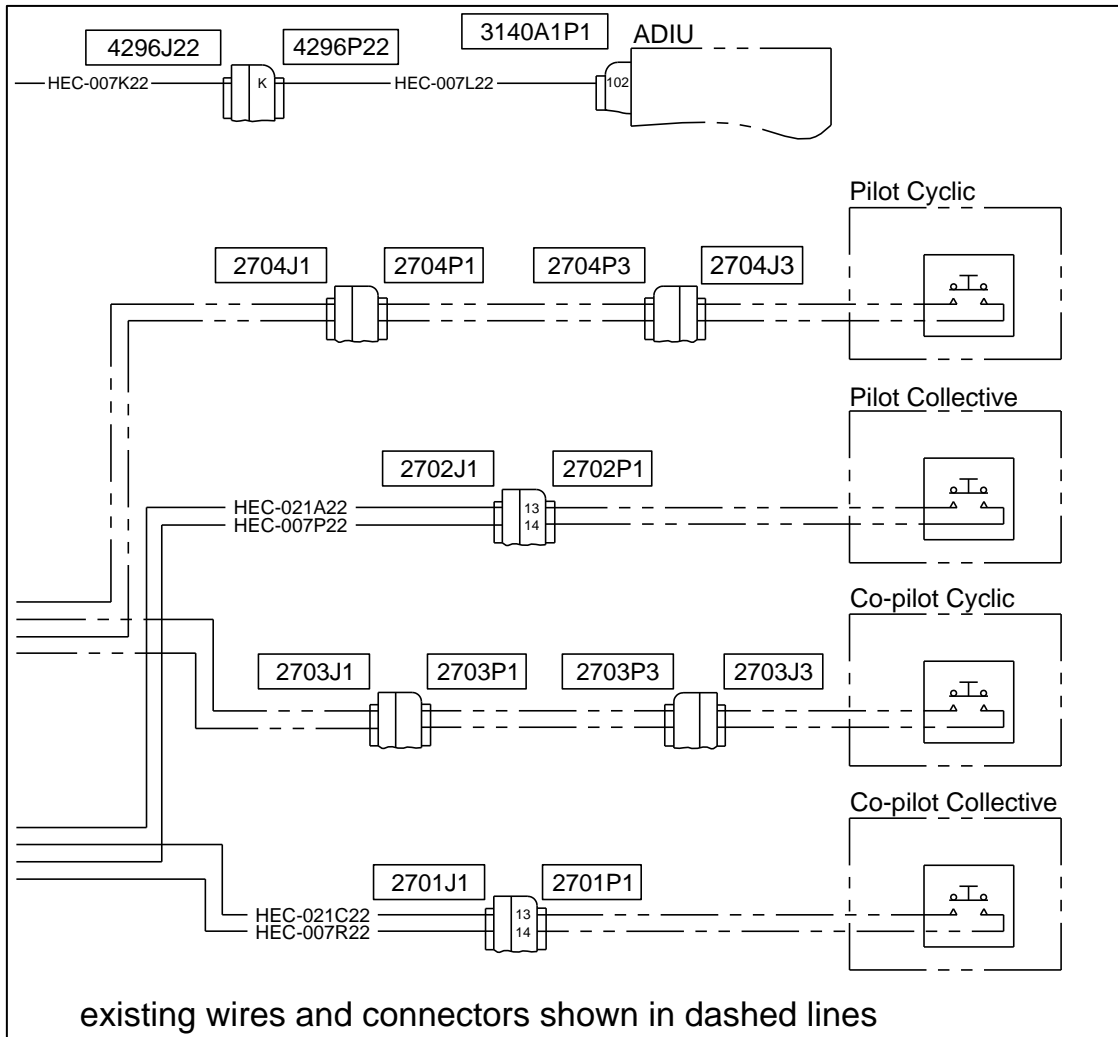 4296J22
4296P22
3140A1P1
ADIU
HEC-007K22
K
HEC-007L22
102
Pilot Cyclic
2704J1
2704P1
2704P3
2704J3
Pilot Collective
2702J1
2702P1
HEC-021A22
13
HEC-007P22
14
Co-pilot Cyclic
2703J1
2703P1
2703P3
2703J3
Co-pilot Collective
2701J1
2701P1
HEC-021C22
13
HEC-007R22
14
existing wires and connectors shown in dashed lines